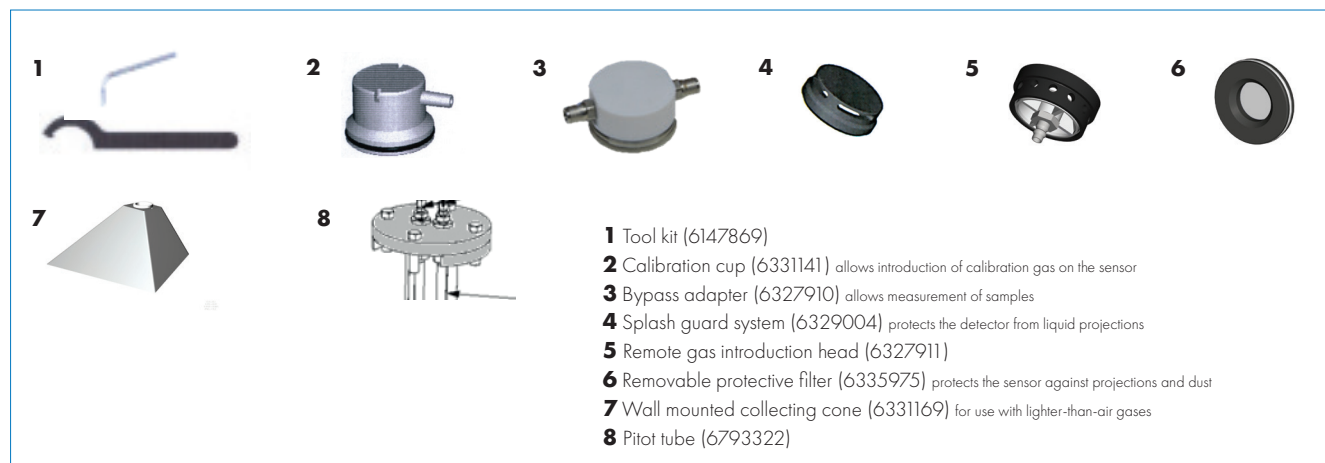 1
2
3
4
5
6
7
8
1 Tool kit (6147869)
2 Calibration cup (6331141) allows introduction of calibration gas on the sensor
3 Bypass adapter (6327910) allows measurement of samples
4 Splash guard system (6329004) protects the detector from liquid projections
5 Remote gas introduction head (6327911)
6 Removable protective filter (6335975) protects the sensor against projections and dust
7 Wall mounted collecting cone (6331169) for use with lighter-than-air gases
8 Pitot tube (6793322)